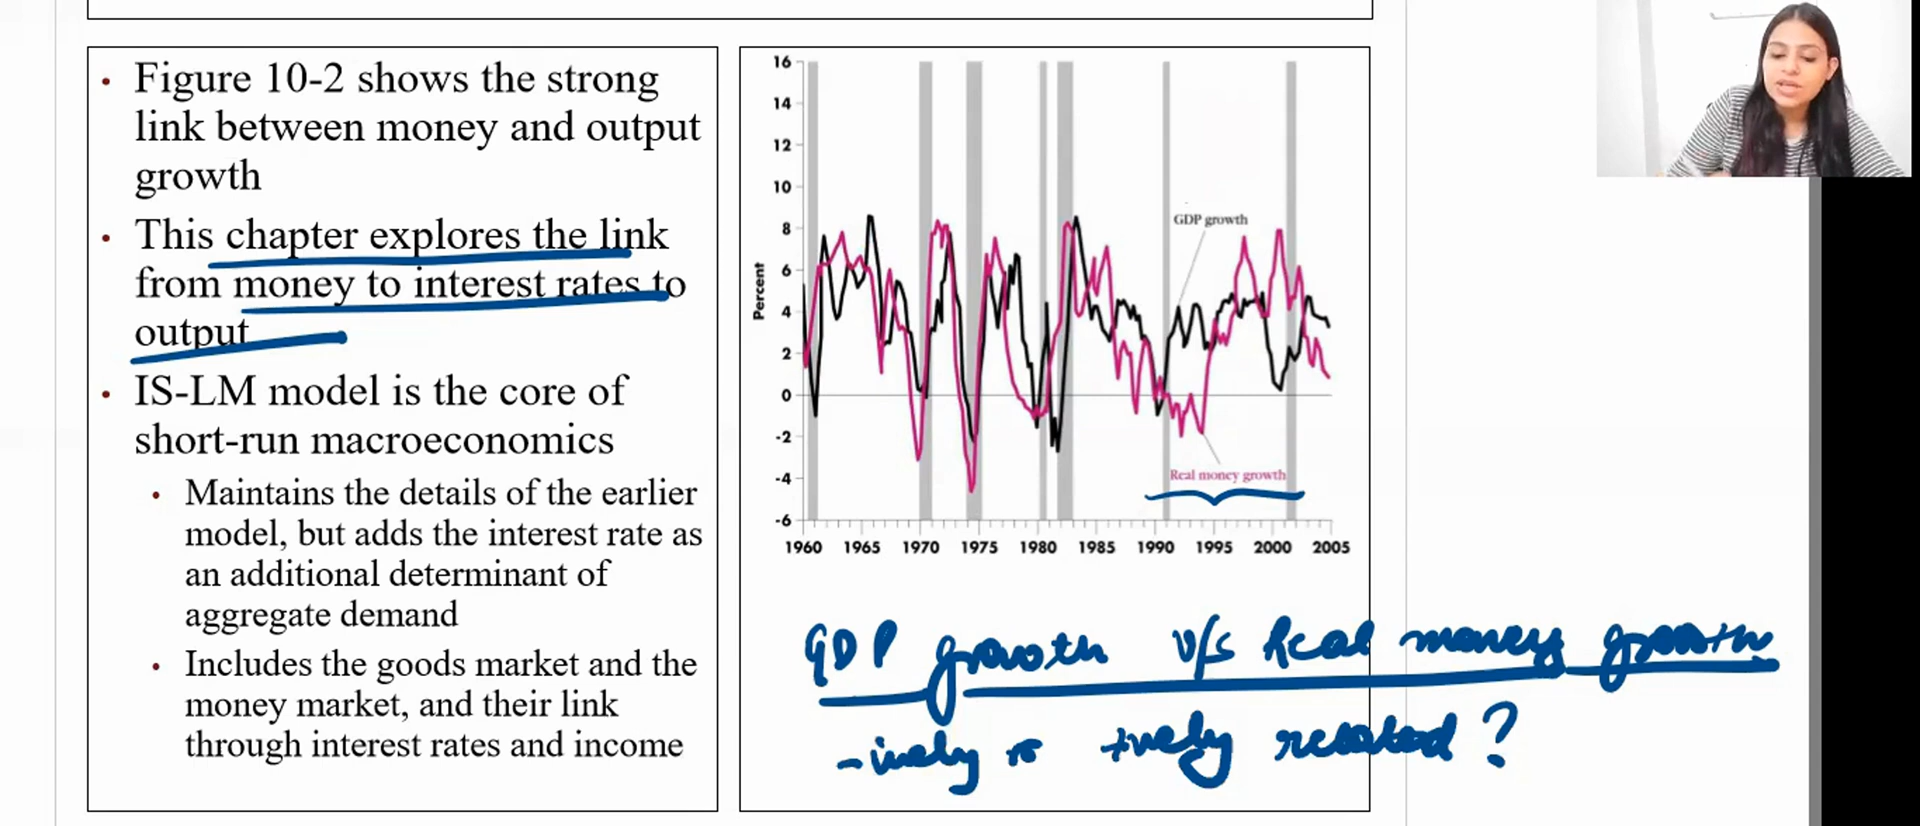 • Figure 10-2 shows the strong
link between money and output
growth
• This chapter explores the link
from money to interest rates to
output
• IS-LM model is the core of
short-run macroeconomics
• Maintains the details of the earlier
model, but adds the interest rate as
an additional determinant of
aggregate demand
• Includes the goods market and the
money market, and their link
through interest rates and income
Percent
16
14
12
10
8
6
4
2
0
-2
-4
-6
GDP growth
Real money growth
1960 1965 1970 1975 1980 1985 1990 1995 2000 2005
GDP growth v/s Real money growth
-ively or +vely related?